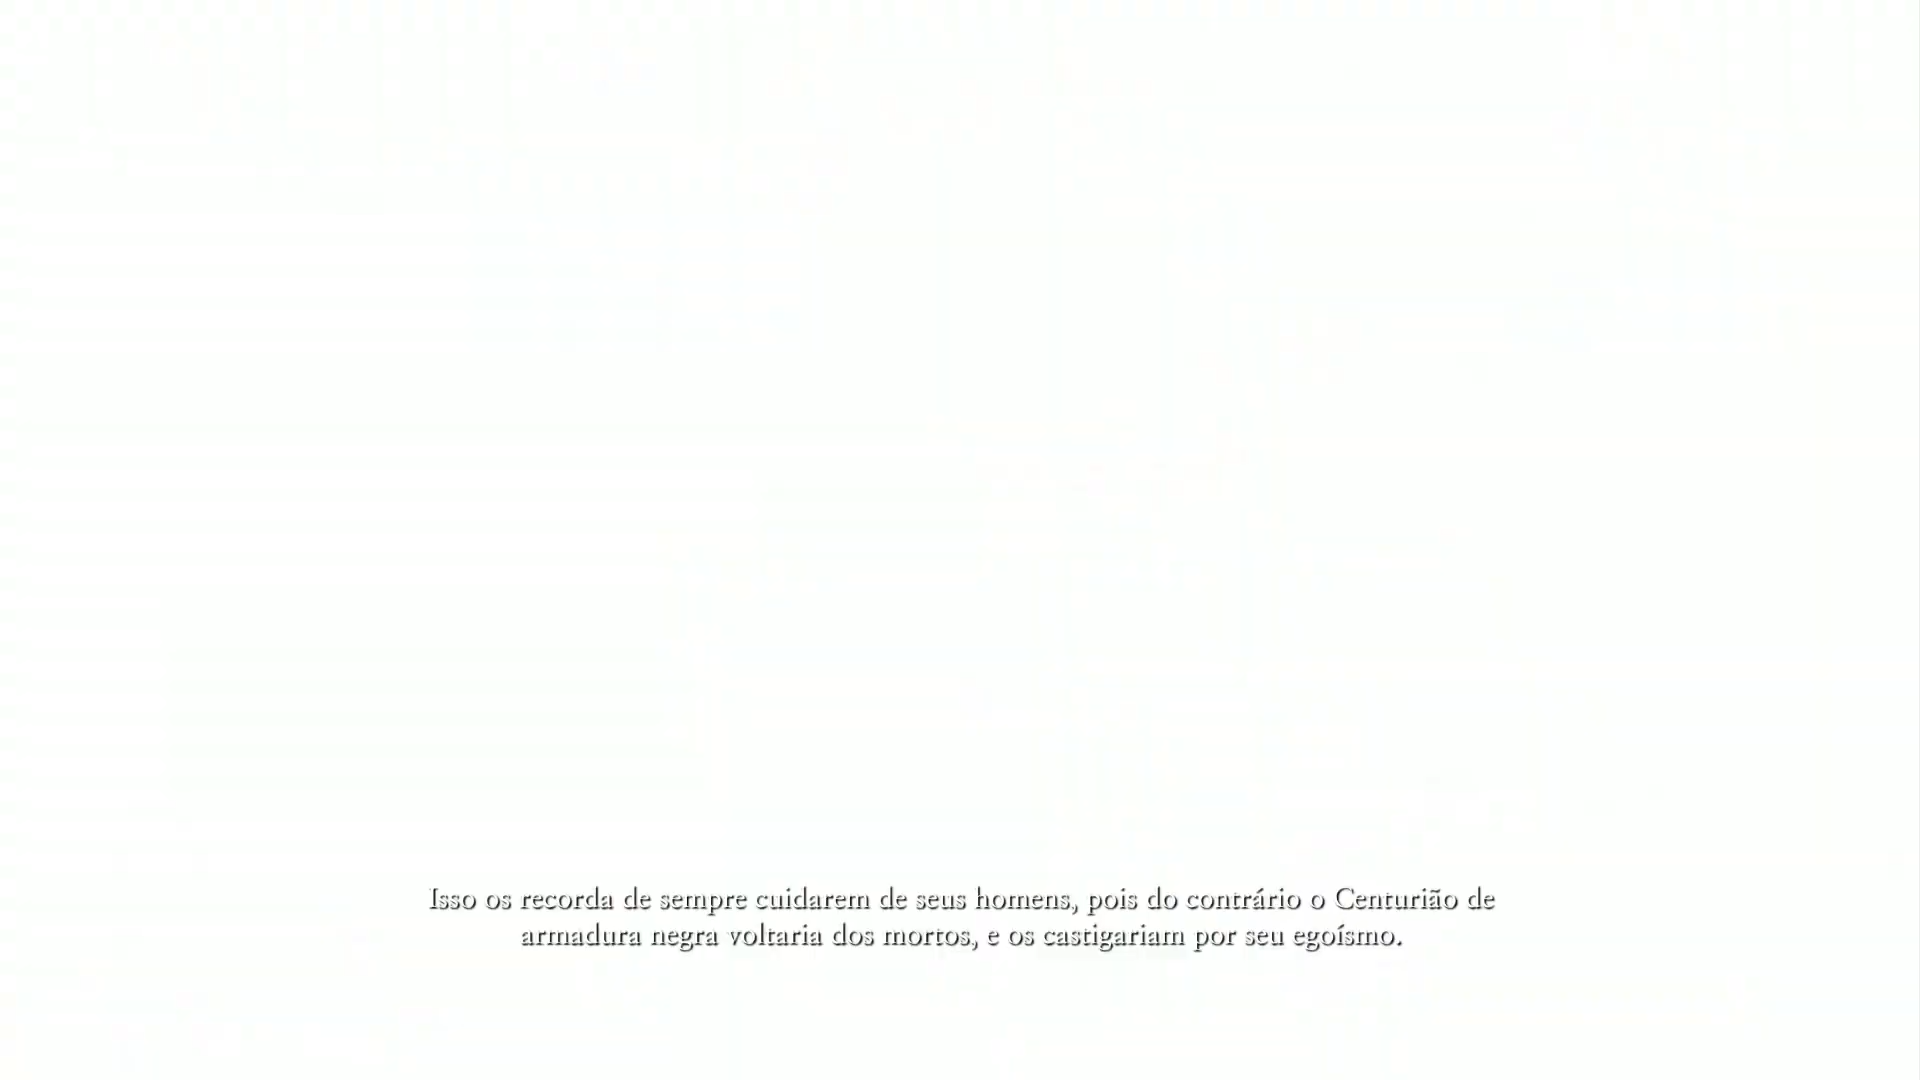 Isso os recorda de sempre cuidarem de seus homens, pois do contrário o Centurião de
armadura negra voltaria dos mortos, e os castigariam por seu egoísmo.